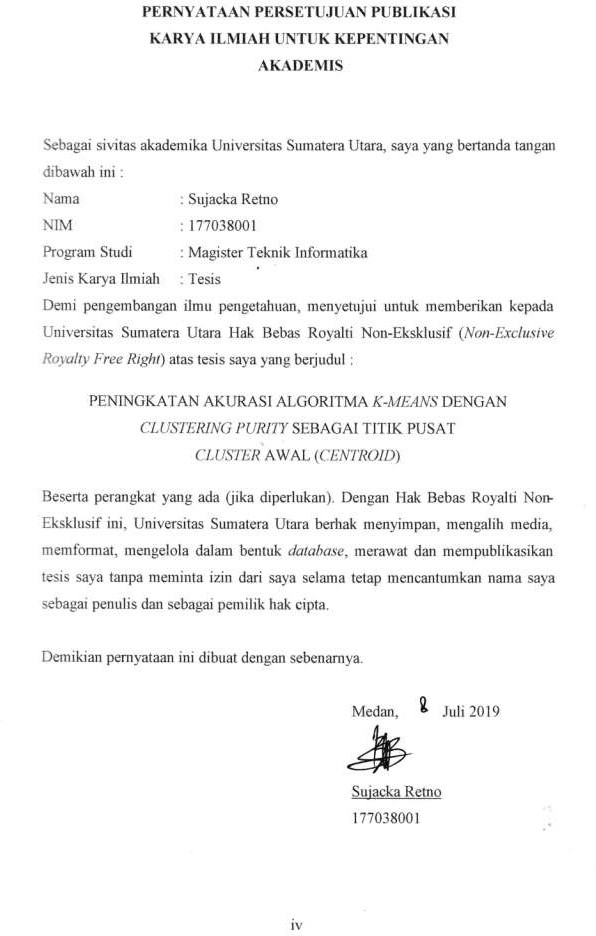 PERNYATAAN PERSETUJUAN PUBLIKASI
KARYA ILMIAH UNTUK KEPENTINGAN
AKADEMIS
Sebagai sivitas akademika Universitas Sumatera Utara, saya yang bertanda tangan
dibawah ini :
Nama : Sujacka Retno
NIM : 177038001
Program Studi : Magister Teknik Informatika
Jenis Karya Ilmiah : Tesis
Demi pengembangan ilmu pengetahuan, menyetujui untuk memberikan kepada
Universitas Sumatera Utara Hak Bebas Royalti Non-Eksklusif (Non-Exclusive
Royalty Free Right) atas tesis saya yang berjudul :
PENINGKATAN AKURASI ALGORITMA K-MEANS DENGAN
CLUSTERING PURITY SEBAGAI TITIK PUSAT
CLUSTER AWAL (CENTROID)
Beserta perangkat yang ada (jika diperlukan). Dengan Hak Bebas Royalti Non-
Eksklusif ini, Universitas Sumatera Utara berhak menyimpan, mengalih media,
memformat, mengelola dalam bentuk database, merawat dan mempublikasikan
tesis saya tanpa meminta izin dari saya selama tetap mencantumkan nama saya
sebagai penulis dan sebagai pemilik hak cipta.
Demikian pernyataan ini dibuat dengan sebenarnya.
Medan, 8 Juli 2019
Sujacka Retno
177038001
iv